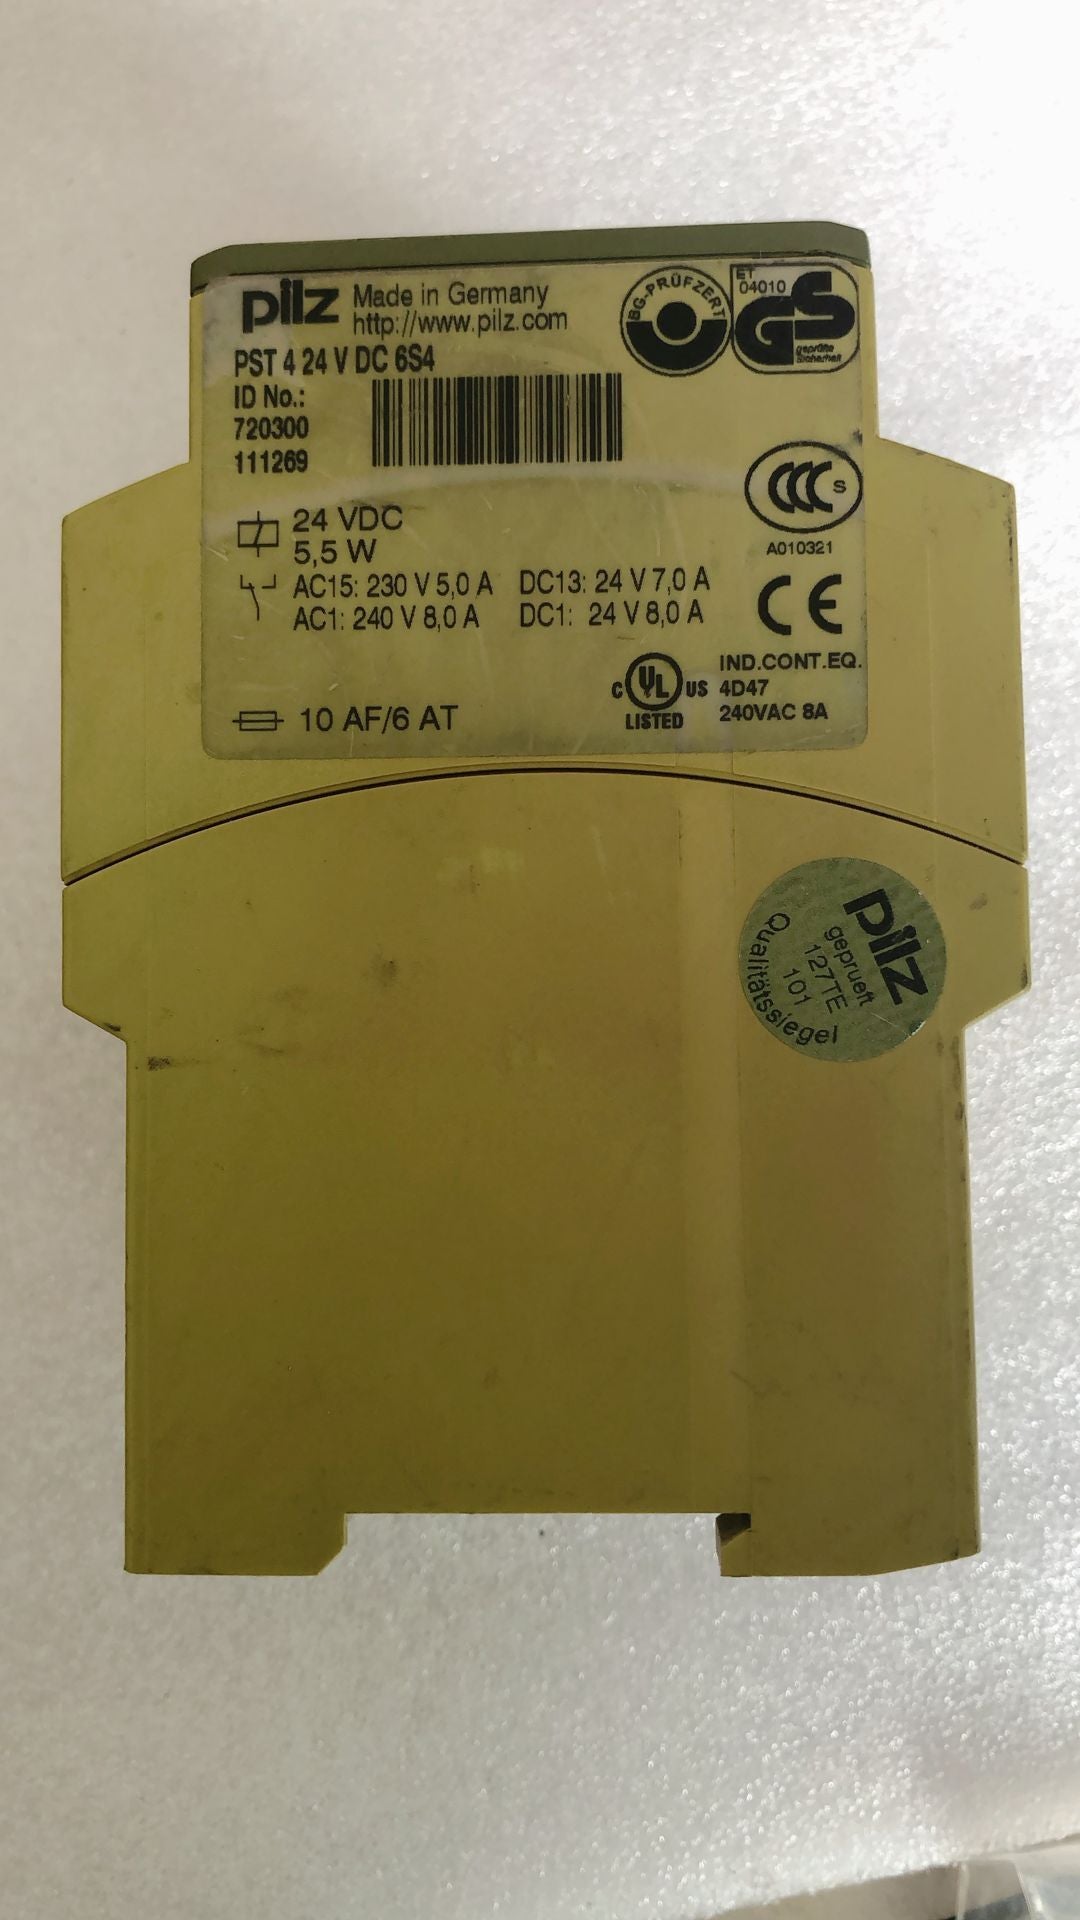 pilz Made in Germany
http://www.pilz.com
PST 4 24 V DC 6S4
ID No.:
720300
111269
BG-PRÜFZERT
ET
04010
GS
geprüfte
Sicherheit
CCC S
A010321
24 VDC
5,5 W
AC15: 230 V 5,0 A DC13: 24 V 7,0 A
AC1: 240 V 8,0 A DC1: 24 V 8,0 A
CE
C UL US
LISTED
IND.CONT.EQ.
4D47
240VAC 8A
10 AF/6 AT
pilz
geprueft
127TE
101
Qualitätssiegel